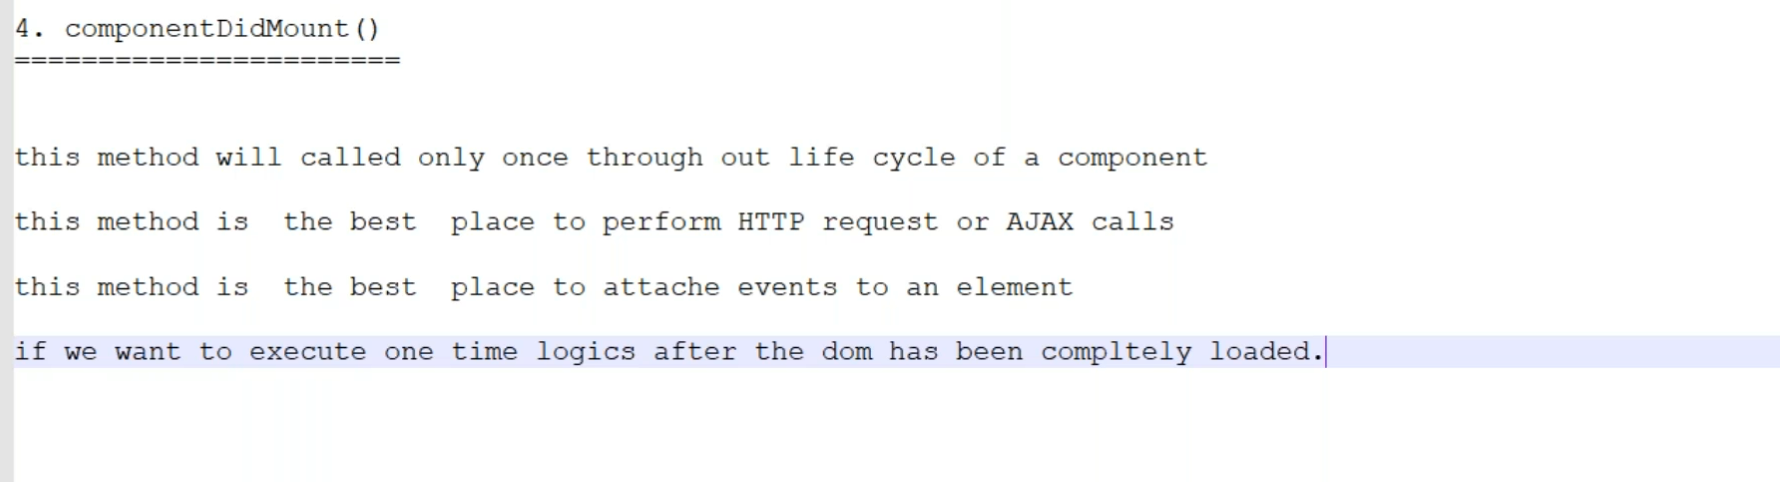 4. componentDidMount()
=======================
this method will called only once through out life cycle of a component
this method is  the best  place to perform HTTP request or AJAX calls
this method is  the best  place to attache events to an element
if we want to execute one time logics after the dom has been compltely loaded.